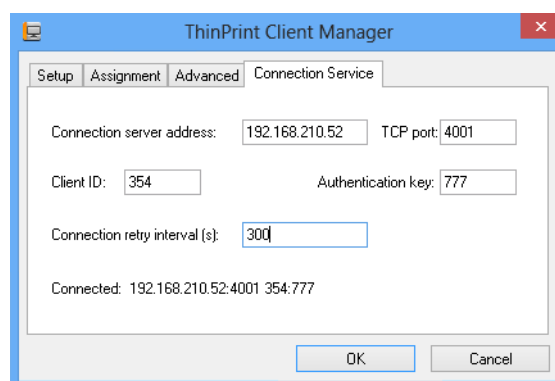 ThinPrint Client Manager
Setup Assignment Advanced Connection Service
Connection server address: 192.168.210.52 TCP port: 4001
Client ID: 354 Authentication key: 777
Connection retry interval (s): 300
Connected: 192.168.210.52:4001 354:777
OK Cancel